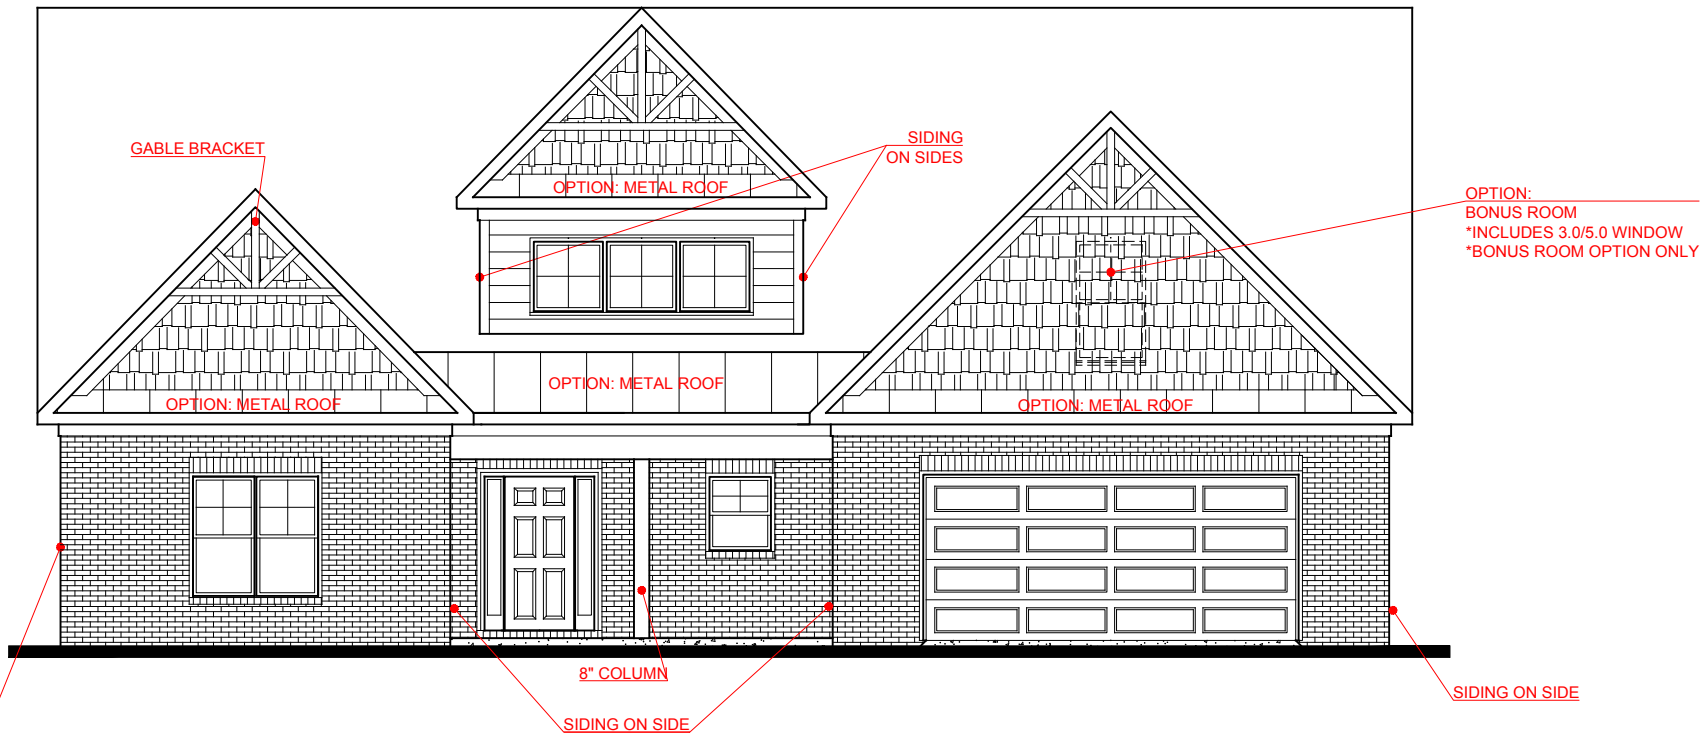 GABLE BRACKET
SIDING
ON SIDES
OPTION: METAL ROOF
OPTION:
BONUS ROOM
*INCLUDES 3.0/5.0 WINDOW
*BONUS ROOM OPTION ONLY
OPTION: METAL ROOF
OPTION: METAL ROOF
OPTION: METAL ROOF
8" COLUMN
SIDING ON SIDE
SIDING ON SIDE